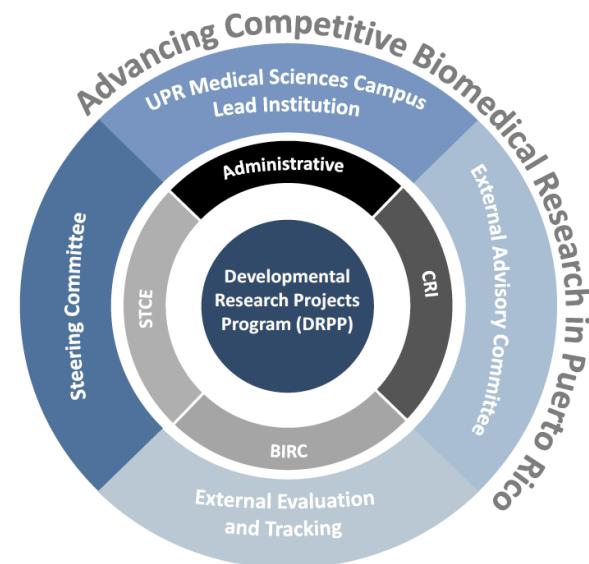 Advancing Competitive Biomedical Research in Puerto Rico
UPR Medical Sciences Campus
Lead Institution
Administrative
External Advisory Committee
CRI
Steering Committee
STCE
Developmental
Research Projects
Program (DRPP)
BIRC
External Evaluation
and Tracking